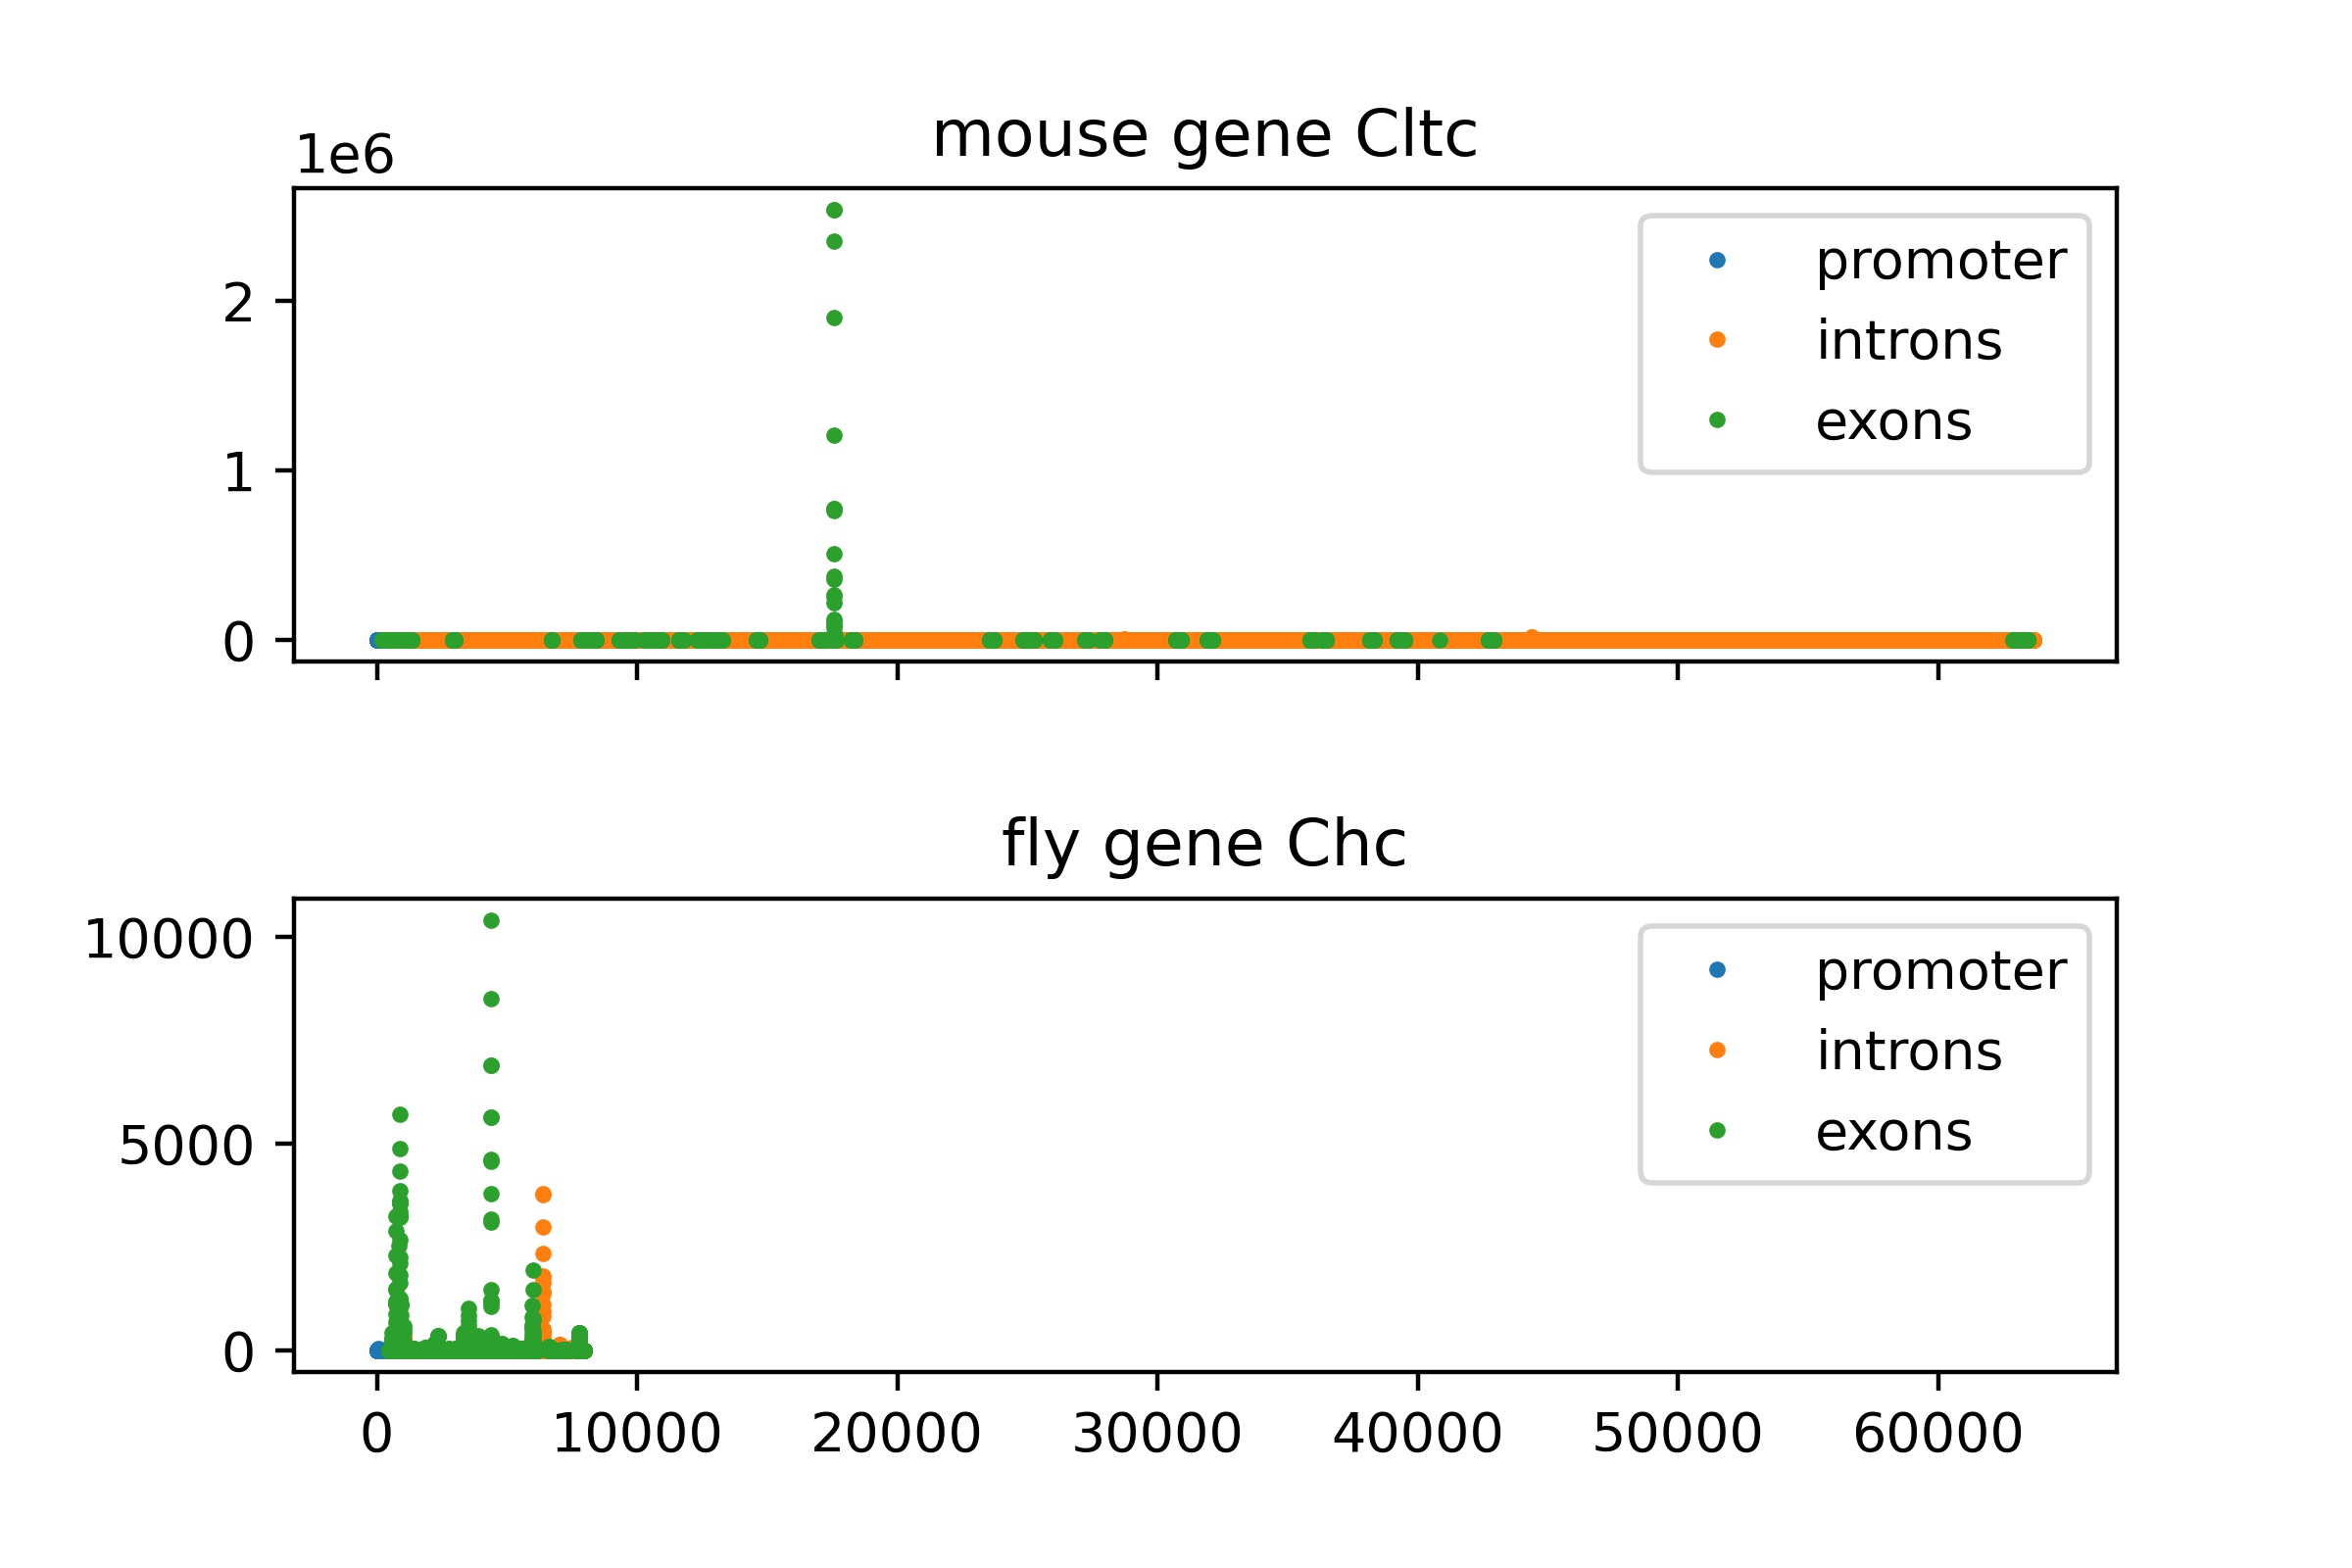 mouse gene Cltc
1e6
2
1
0
promoter
introns
exons
fly gene Chc
10000
5000
0
promoter
introns
exons
0 10000 20000 30000 40000 50000 60000